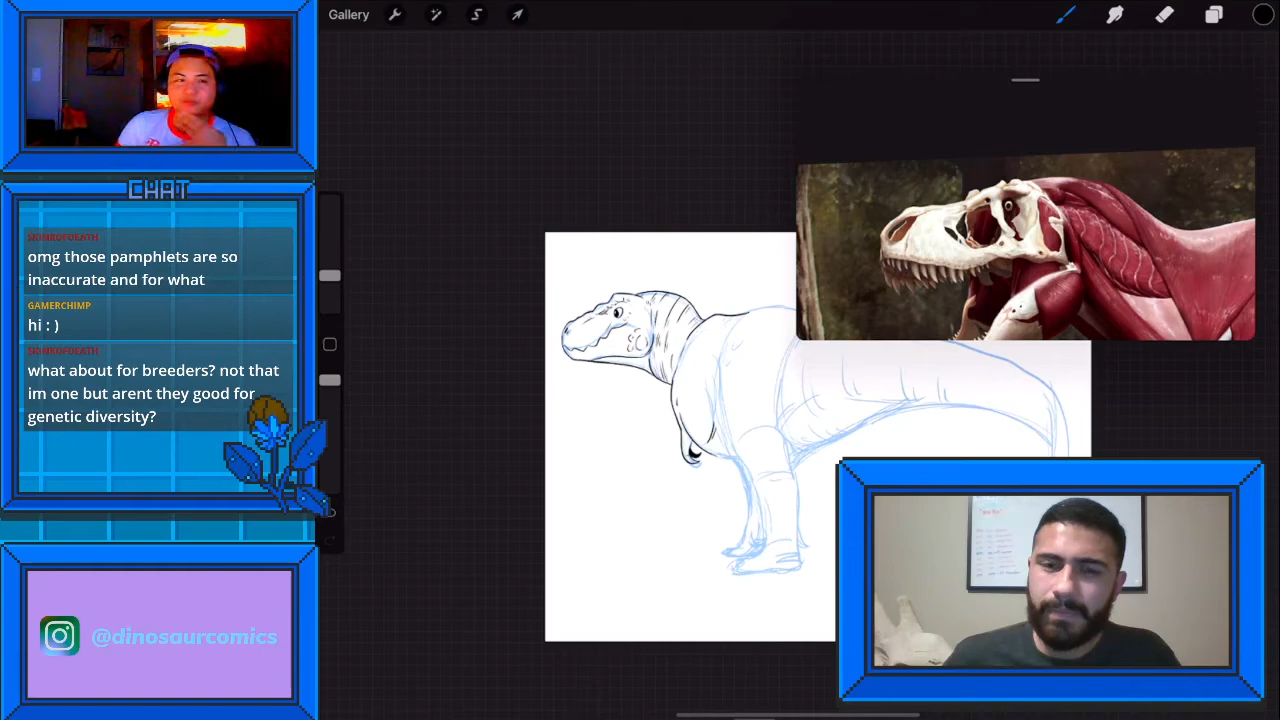 Gallery
CHAT
omg those pamphlets are so
inaccurate and for what
GAMERCHIMP
hi : )
what about for breeders? not that
im one but arent they good for
genetic diversity?
@dinosaurcomics